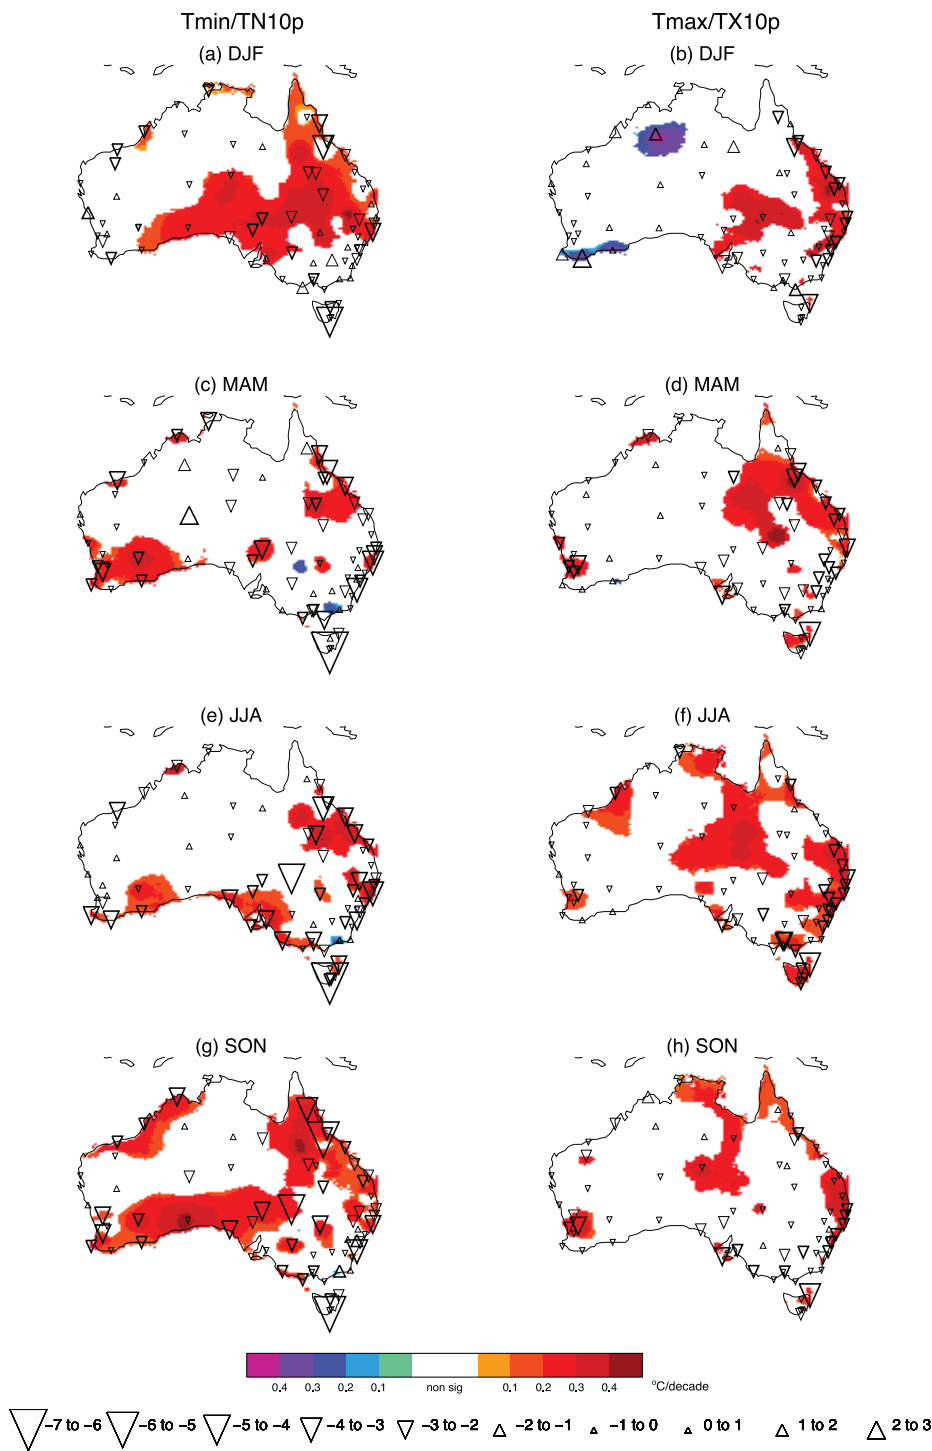 Tmin/TN10p Tmax/TX10p
(a) DJF (b) DJF
(c) MAM (d) MAM
(e) JJA (f) JJA
(g) SON (h) SON
0.4 0.3 0.2 0.1 non sig 0.1 0.2 0.3 0.4 °C/decade
−7 to −6 −6 to −5 −5 to −4 −4 to −3 −3 to −2 −2 to −1 −1 to 0 0 to 1 1 to 2 2 to 3